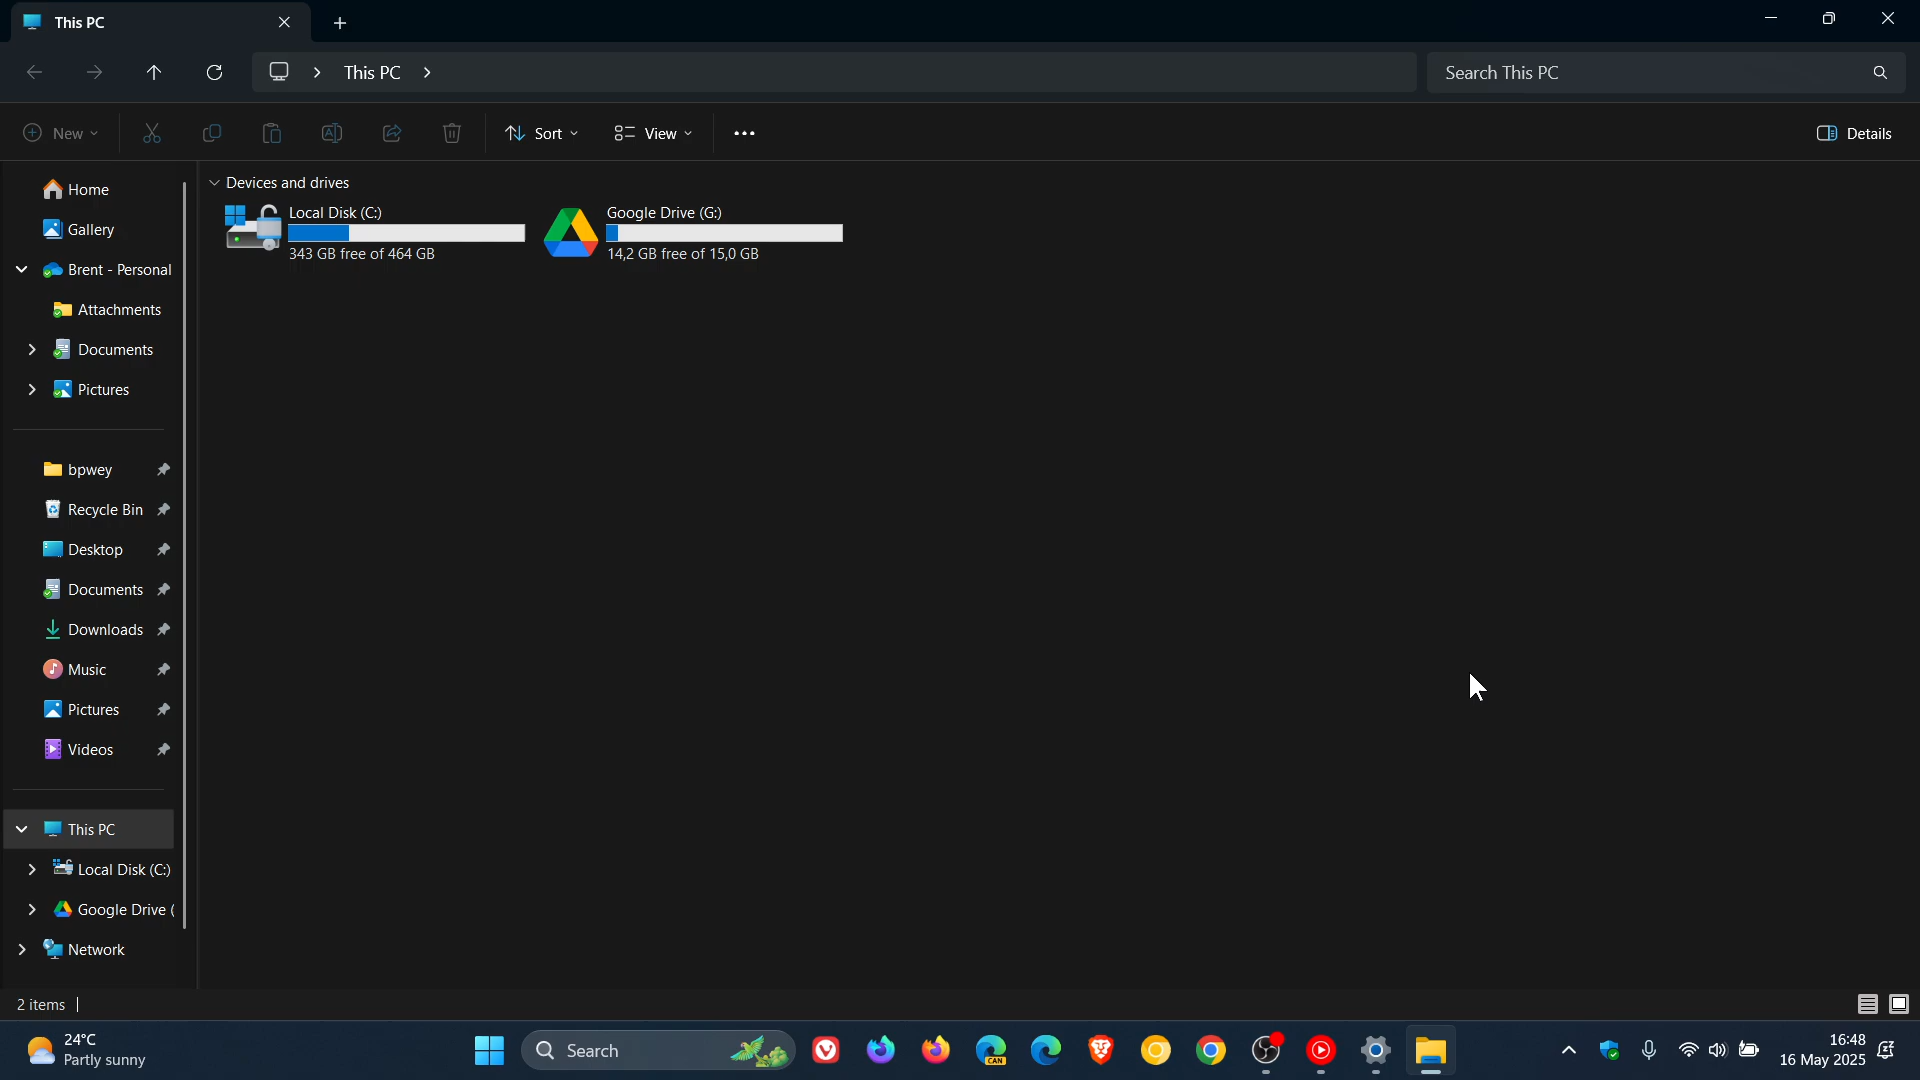 This PC
This PC
Search This PC
New
Sort
View
Details
Home
Gallery
Brent - Personal
Attachments
Documents
Pictures
bpwey
Recycle Bin
Desktop
Documents
Downloads
Music
Pictures
Videos
This PC
Local Disk (C:)
Google Drive (
Network
Devices and drives
Local Disk (C:)
343 GB free of 464 GB
Google Drive (G:)
14,2 GB free of 15,0 GB
2 items
24°C
Partly sunny
Search
CAN
16:48
16 May 2025